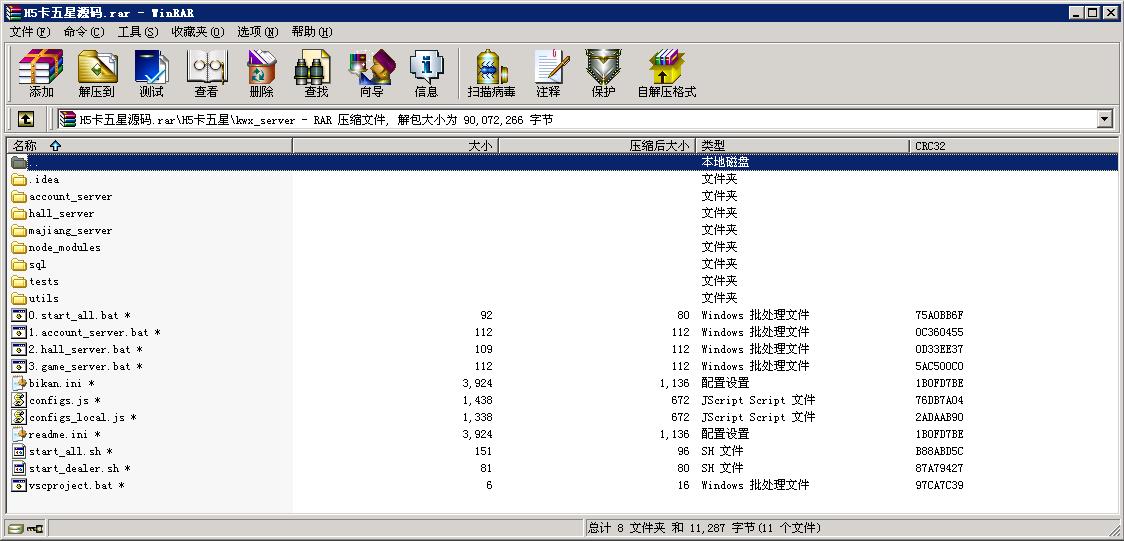 H5卡五星源码.rar - WinRAR
文件(F) 命令(C) 工具(S) 收藏夹(O) 选项(N) 帮助(H)
添加 解压到 测试 查看 删除 查找 向导 信息 扫描病毒 注释 保护 自解压格式
H5卡五星源码.rar\H5卡五星\kwx_server - RAR 压缩文件, 解包大小为 90,072,266 字节
名称 大小 压缩后大小 类型 CRC32
.. 本地磁盘
.idea 文件夹
account_server 文件夹
hall_server 文件夹
majiang_server 文件夹
node_modules 文件夹
sql 文件夹
tests 文件夹
utils 文件夹
0.start_all.bat * 92 80 Windows 批处理文件 75A0BB6F
1.account_server.bat * 112 112 Windows 批处理文件 0C360455
2.hall_server.bat * 109 112 Windows 批处理文件 0D33EE37
3.game_server.bat * 112 112 Windows 批处理文件 5AC500C0
bikan.ini * 3,924 1,136 配置设置 1B0FD7BE
configs.js * 1,438 672 JScript Script 文件 76DB7A04
configs_local.js * 1,338 672 JScript Script 文件 2ADAAB90
readme.ini * 3,924 1,136 配置设置 1B0FD7BE
start_all.sh * 151 96 SH 文件 B88ABD5C
start_dealer.sh * 81 80 SH 文件 87A79427
vscproject.bat * 6 16 Windows 批处理文件 97CA7C39
总计 8 文件夹 和 11,287 字节(11 个文件)